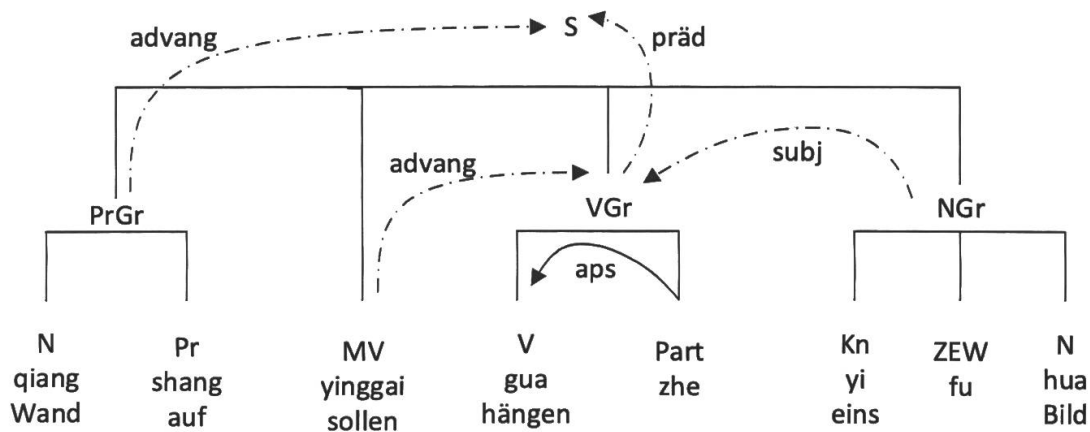 advang S präd
advang subj
PrGr VGr NGr
aps
N Pr MV V Part Kn ZEW N
qiang shang yinggai gua zhe yi fu hua
Wand auf sollen hängen eins Bild